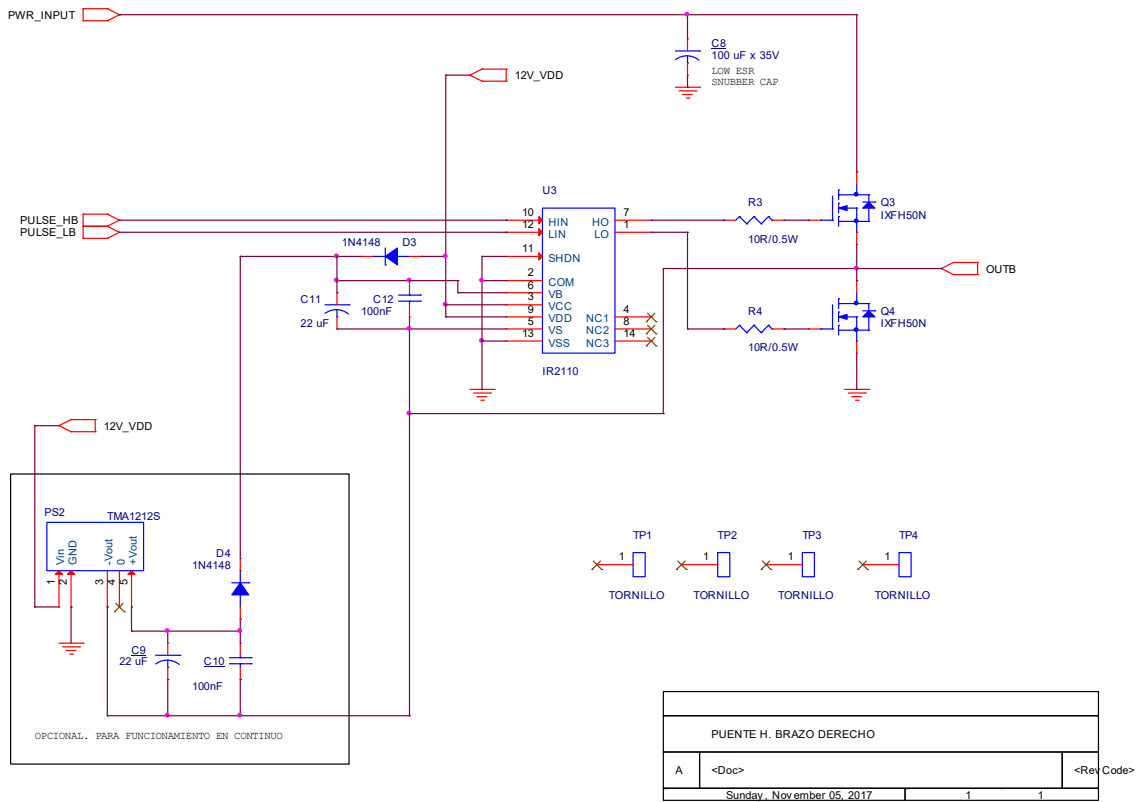 PWR_INPUT
C8
100 uF x 35V
LOW ESR
SNUBBER CAP
12V_VDD
U3
PULSE_HB
PULSE_LB
10
HIN
12
LIN
11
SHDN
2
COM
6
VB
3
VCC
9
VDD
5
VS
13
VSS
7
HO
1
LO
4
NC1
8
NC2
14
NC3
IR2110
1N4148
D3
C11
22 uF
C12
100nF
R3
10R/0.5W
Q3
IXFH50N
OUTB
R4
10R/0.5W
Q4
IXFH50N
12V_VDD
PS2
TMA1212S
Vin
GND
-Vout
0
+Vout
1
2
3
4
5
D4
1N4148
C9
22 uF
C10
100nF
OPCIONAL. PARA FUNCIONAMIENTO EN CONTINUO
TP1
1
TORNILLO
TP2
1
TORNILLO
TP3
1
TORNILLO
TP4
1
TORNILLO
PUENTE H. BRAZO DERECHO
A
<Doc>
<RevCode>
Sunday, November 05, 2017
1
1